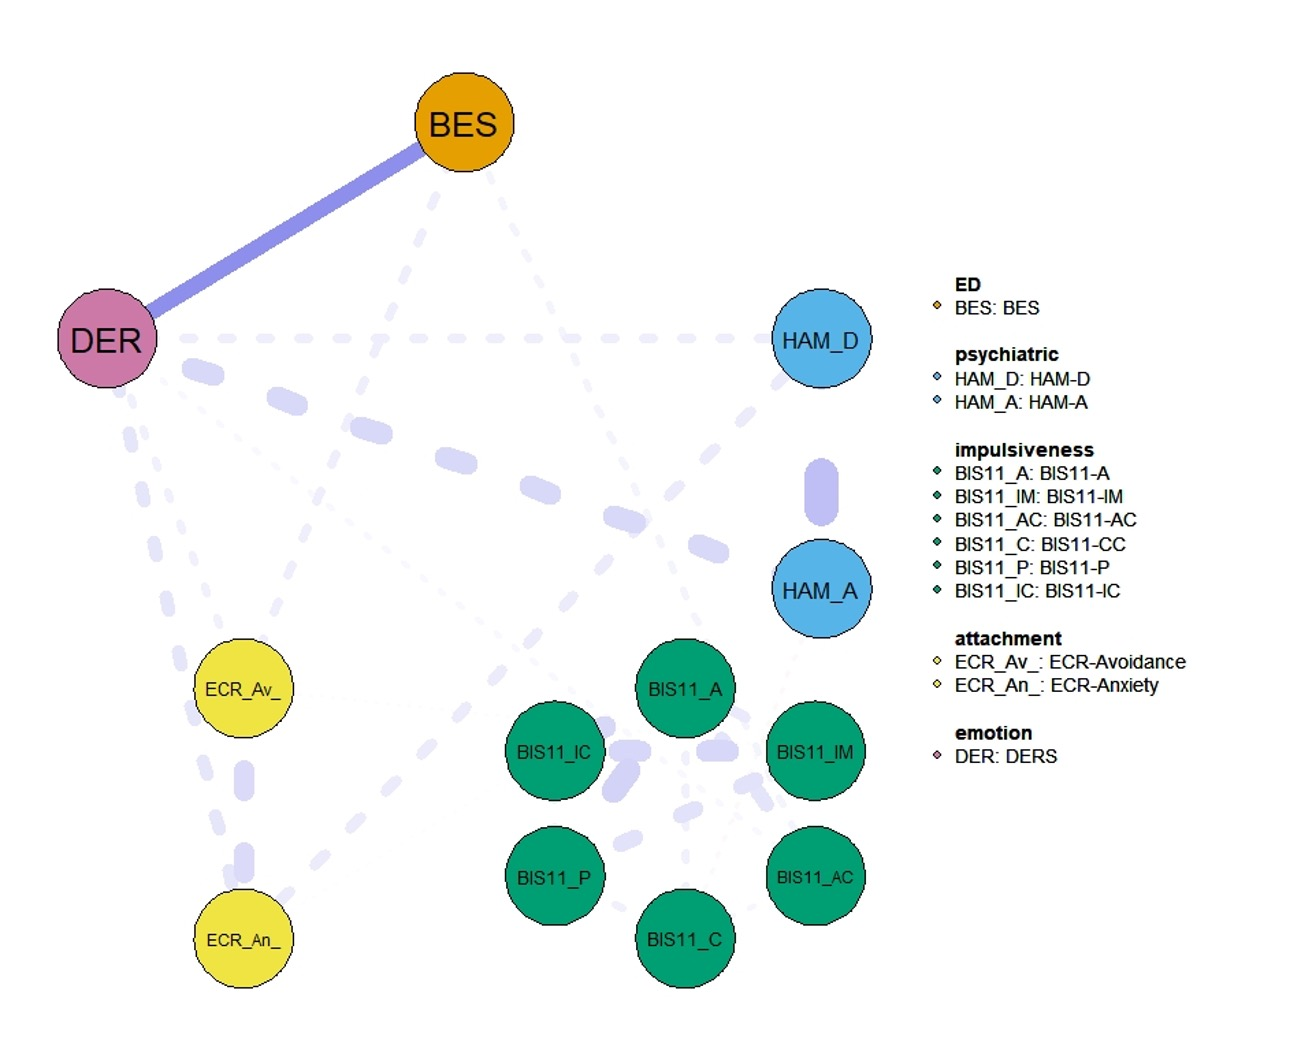 BES
DER
HAM_D
HAM_A
ECR_Av_
BIS11_A
BIS11_IC
BIS11_IM
BIS11_P
BIS11_AC
ECR_An_
BIS11_C
ED
BES: BES
psychiatric
HAM_D: HAM-D
HAM_A: HAM-A
impulsiveness
BIS11_A: BIS11-A
BIS11_IM: BIS11-IM
BIS11_AC: BIS11-AC
BIS11_C: BIS11-CC
BIS11_P: BIS11-P
BIS11_IC: BIS11-IC
attachment
ECR_Av_: ECR-Avoidance
ECR_An_: ECR-Anxiety
emotion
DER: DERS